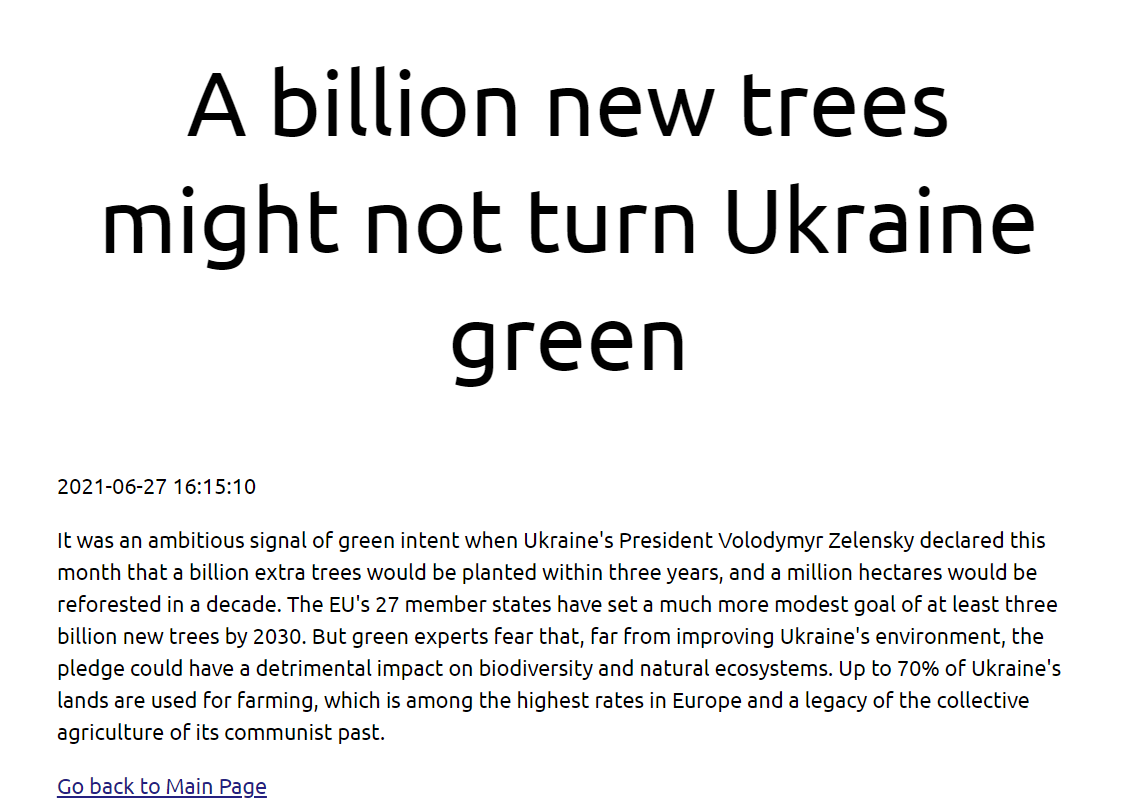 A billion new trees
might not turn Ukraine
green
2021-06-27 16:15:10
It was an ambitious signal of green intent when Ukraine's President Volodymyr Zelensky declared this
month that a billion extra trees would be planted within three years, and a million hectares would be
reforested in a decade. The EU's 27 member states have set a much more modest goal of at least three
billion new trees by 2030. But green experts fear that, far from improving Ukraine's environment, the
pledge could have a detrimental impact on biodiversity and natural ecosystems. Up to 70% of Ukraine's
lands are used for farming, which is among the highest rates in Europe and a legacy of the collective
agriculture of its communist past.
Go back to Main Page